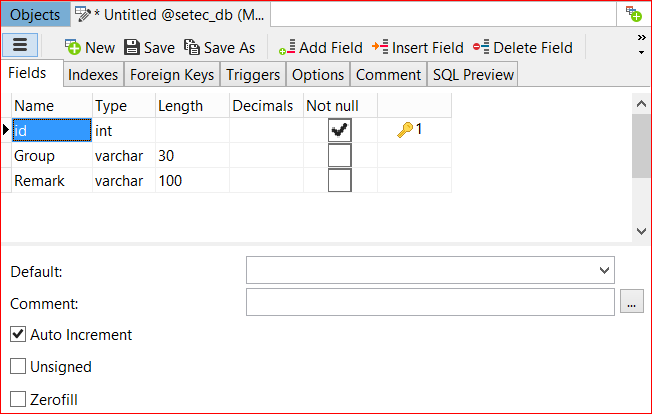 Objects * Untitled @setec_db (M...
New Save Save As Add Field Insert Field Delete Field »
Fields Indexes Foreign Keys Triggers Options Comment SQL Preview
Name Type Length Decimals Not null
id int 1
Group varchar 30
Remark varchar 100
Default:
Comment: ...
Auto Increment
Unsigned
Zerofill